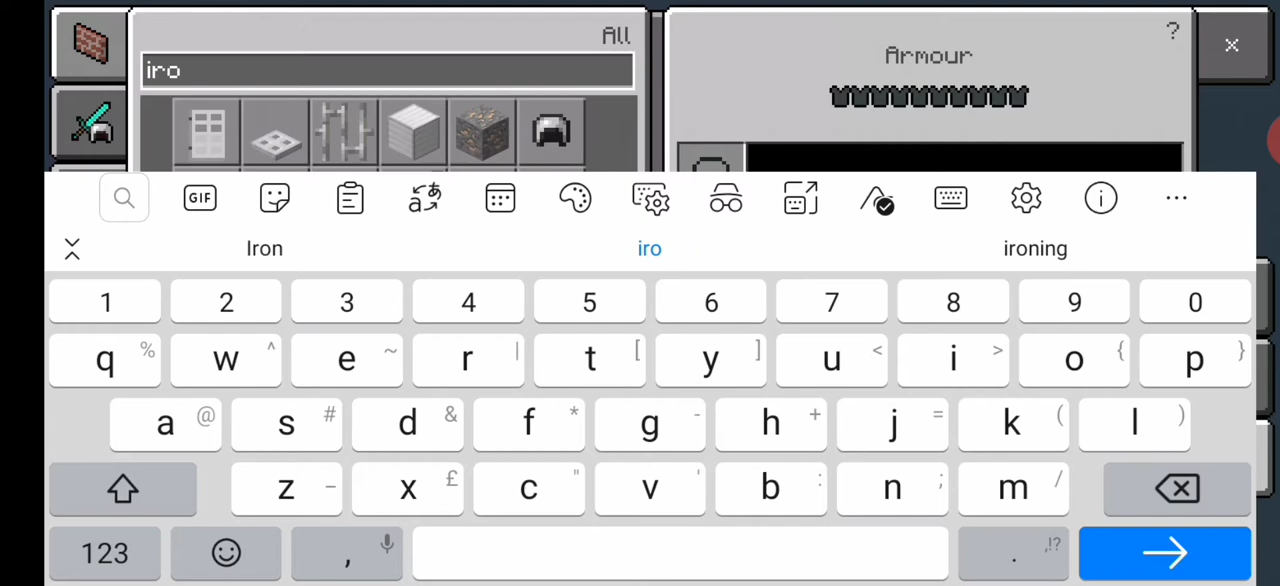 All
?
iro
Armour
GIF
Iron iro ironing
1 2 3 4 5 6 7 8 9 0
q % w ^ e ~ r | t [ y ] u < i > o { p }
a @ s # d & f * g - h + j = k ( l )
z _ x £ c " v ' b : n ; m /
123 , . ,!?